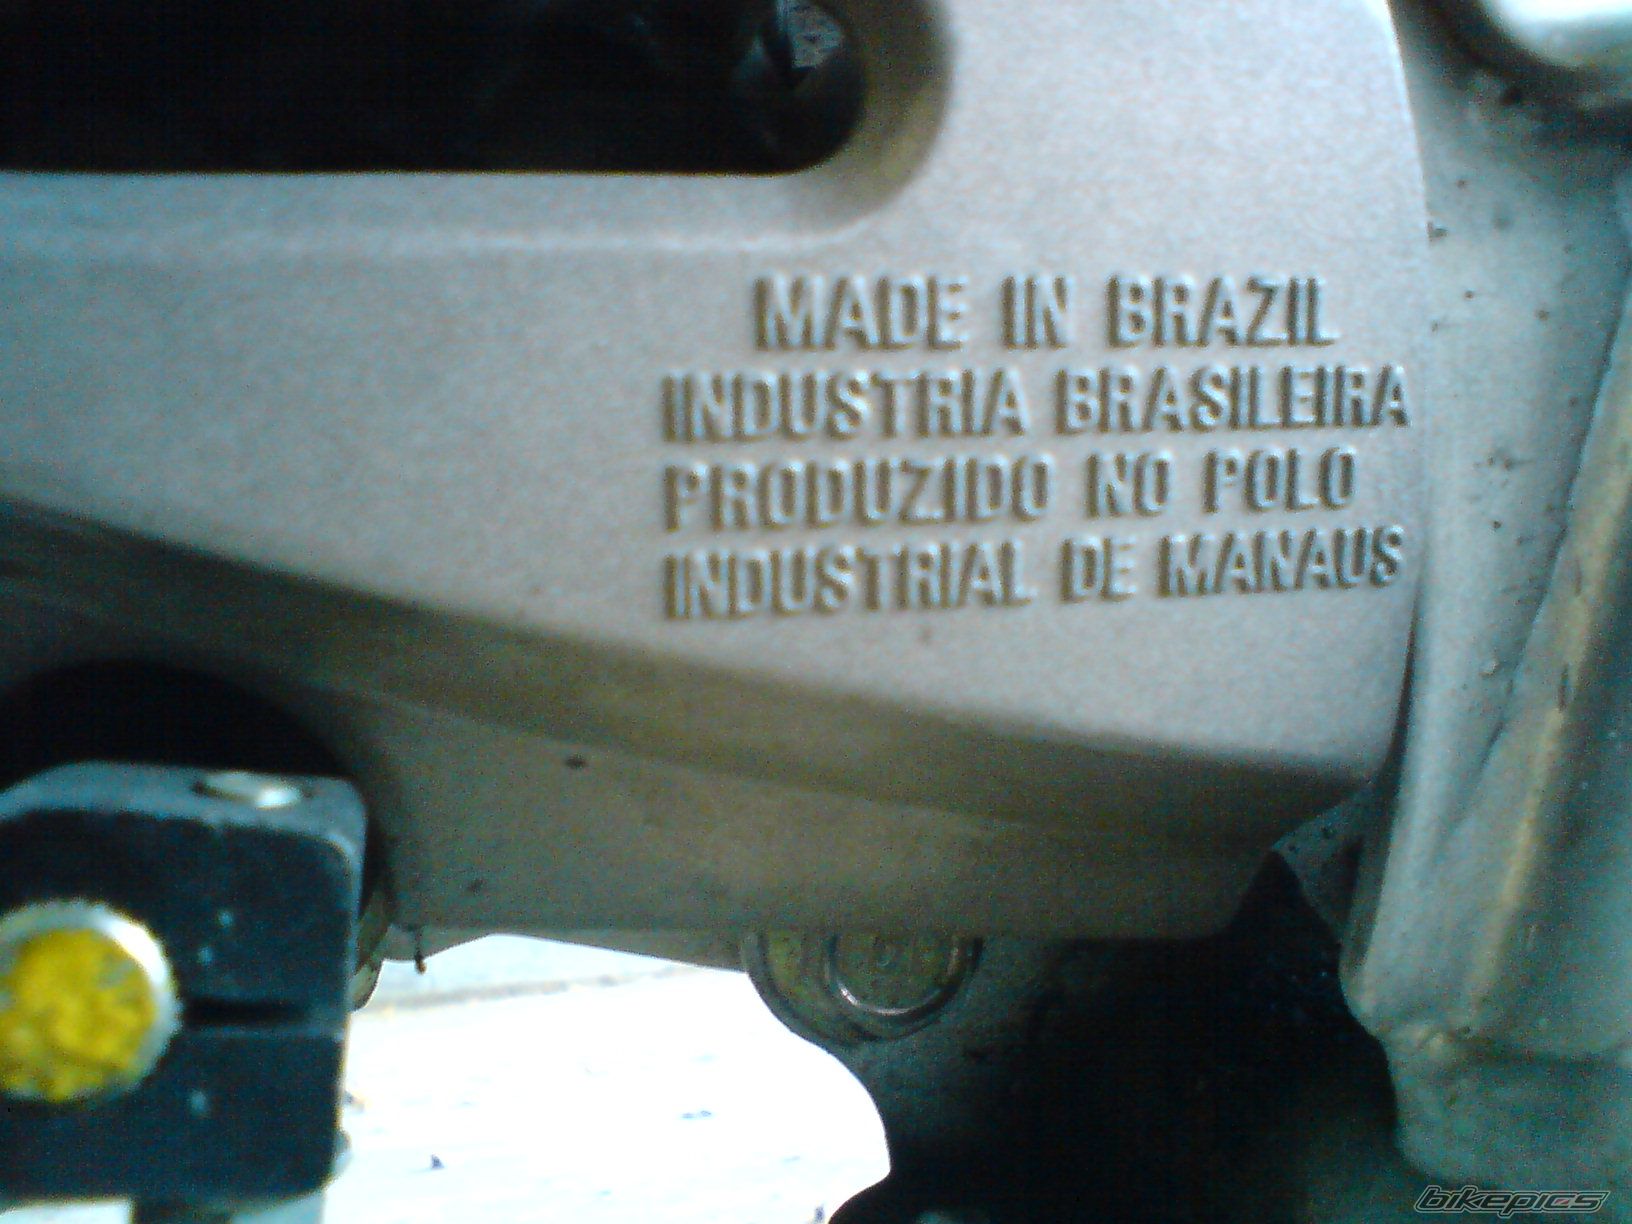 MADE IN BRAZIL
INDUSTRIA BRASILEIRA
PRODUZIDO NO POLO
INDUSTRIAL DE MANAUS
bikepics